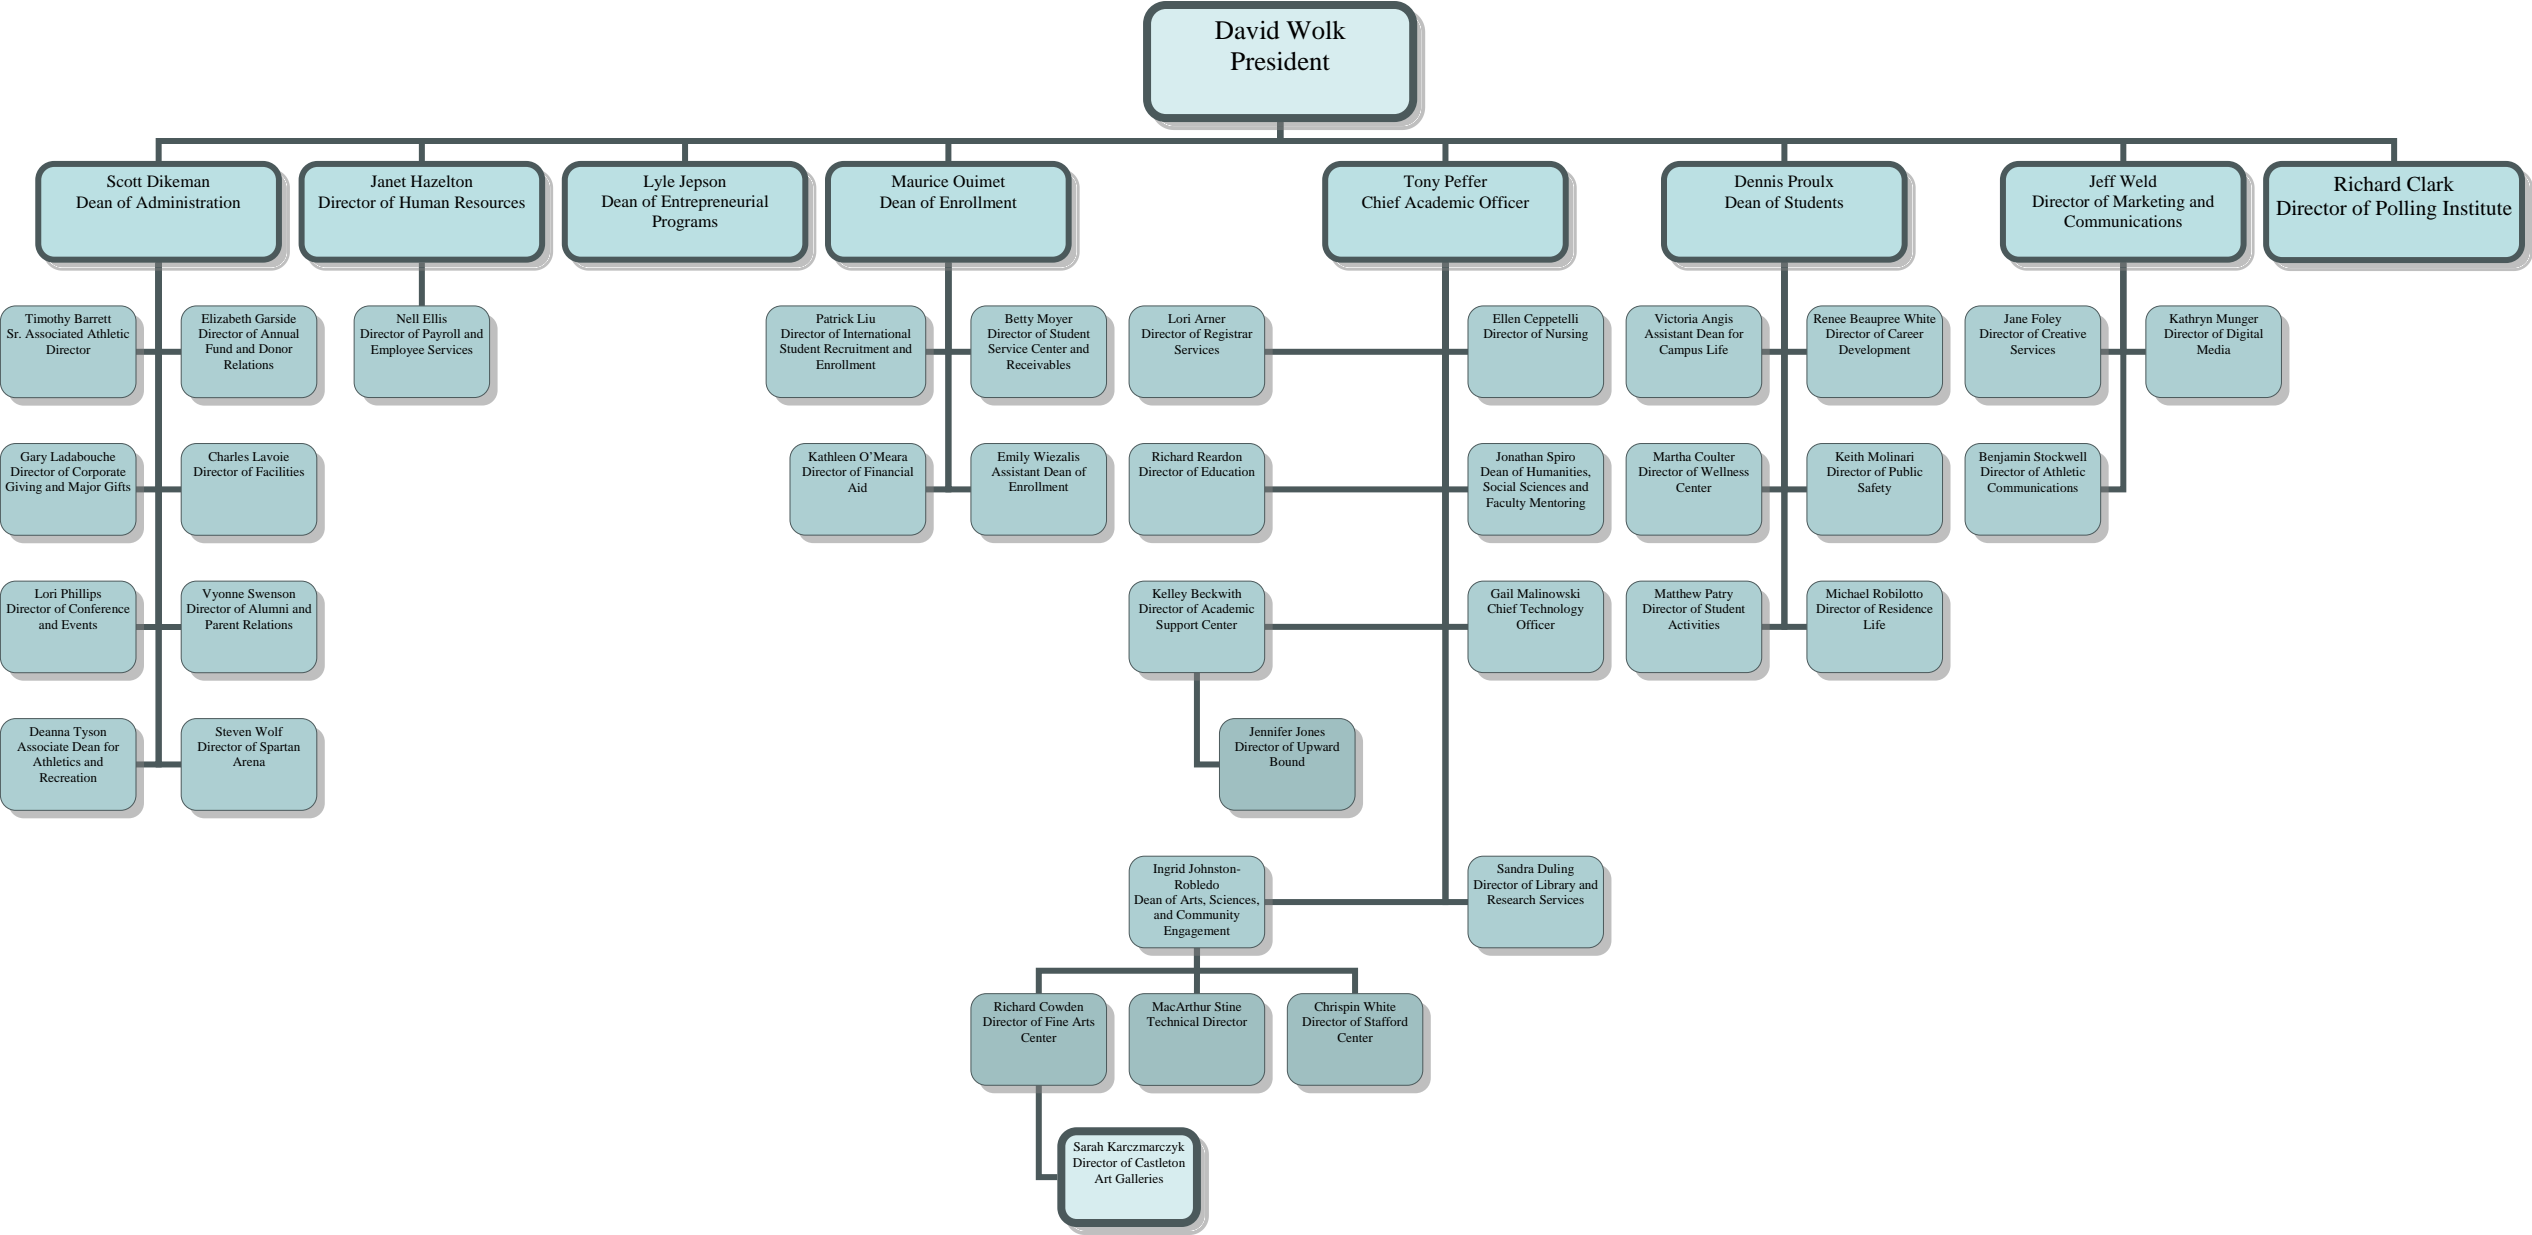 David Wolk
President
Scott Dikeman
Dean of Administration
Janet Hazelton
Director of Human Resources
Lyle Jepson
Dean of Entrepreneurial
Programs
Maurice Ouimet
Dean of Enrollment
Tony Peffer
Chief Academic Officer
Dennis Proulx
Dean of Students
Jeff Weld
Director of Marketing and
Communications
Richard Clark
Director of Polling Institute
Timothy Barrett
Sr. Associated Athletic
Director
Elizabeth Garside
Director of Annual
Fund and Donor
Relations
Nell Ellis
Director of Payroll and
Employee Services
Patrick Liu
Director of International
Student Recruitment and
Enrollment
Betty Moyer
Director of Student
Service Center and
Receivables
Lori Arner
Director of Registrar
Services
Ellen Ceppetelli
Director of Nursing
Victoria Angis
Assistant Dean for
Campus Life
Renee Beaupree White
Director of Career
Development
Jane Foley
Director of Creative
Services
Kathryn Munger
Director of Digital
Media
Gary Ladabouche
Director of Corporate
Giving and Major Gifts
Charles Lavoie
Director of Facilities
Kathleen O’Meara
Director of Financial
Aid
Emily Wiezalis
Assistant Dean of
Enrollment
Richard Reardon
Director of Education
Jonathan Spiro
Dean of Humanities,
Social Sciences and
Faculty Mentoring
Martha Coulter
Director of Wellness
Center
Keith Molinari
Director of Public
Safety
Benjamin Stockwell
Director of Athletic
Communications
Lori Phillips
Director of Conference
and Events
Vyonne Swenson
Director of Alumni and
Parent Relations
Kelley Beckwith
Director of Academic
Support Center
Gail Malinowski
Chief Technology
Officer
Matthew Patry
Director of Student
Activities
Michael Robilotto
Director of Residence
Life
Deanna Tyson
Associate Dean for
Athletics and
Recreation
Steven Wolf
Director of Spartan
Arena
Jennifer Jones
Director of Upward
Bound
Ingrid Johnston-
Robledo
Dean of Arts, Sciences,
and Community
Engagement
Sandra Duling
Director of Library and
Research Services
Richard Cowden
Director of Fine Arts
Center
MacArthur Stine
Technical Director
Chrispin White
Director of Stafford
Center
Sarah Karczmarczyk
Director of Castleton
Art Galleries